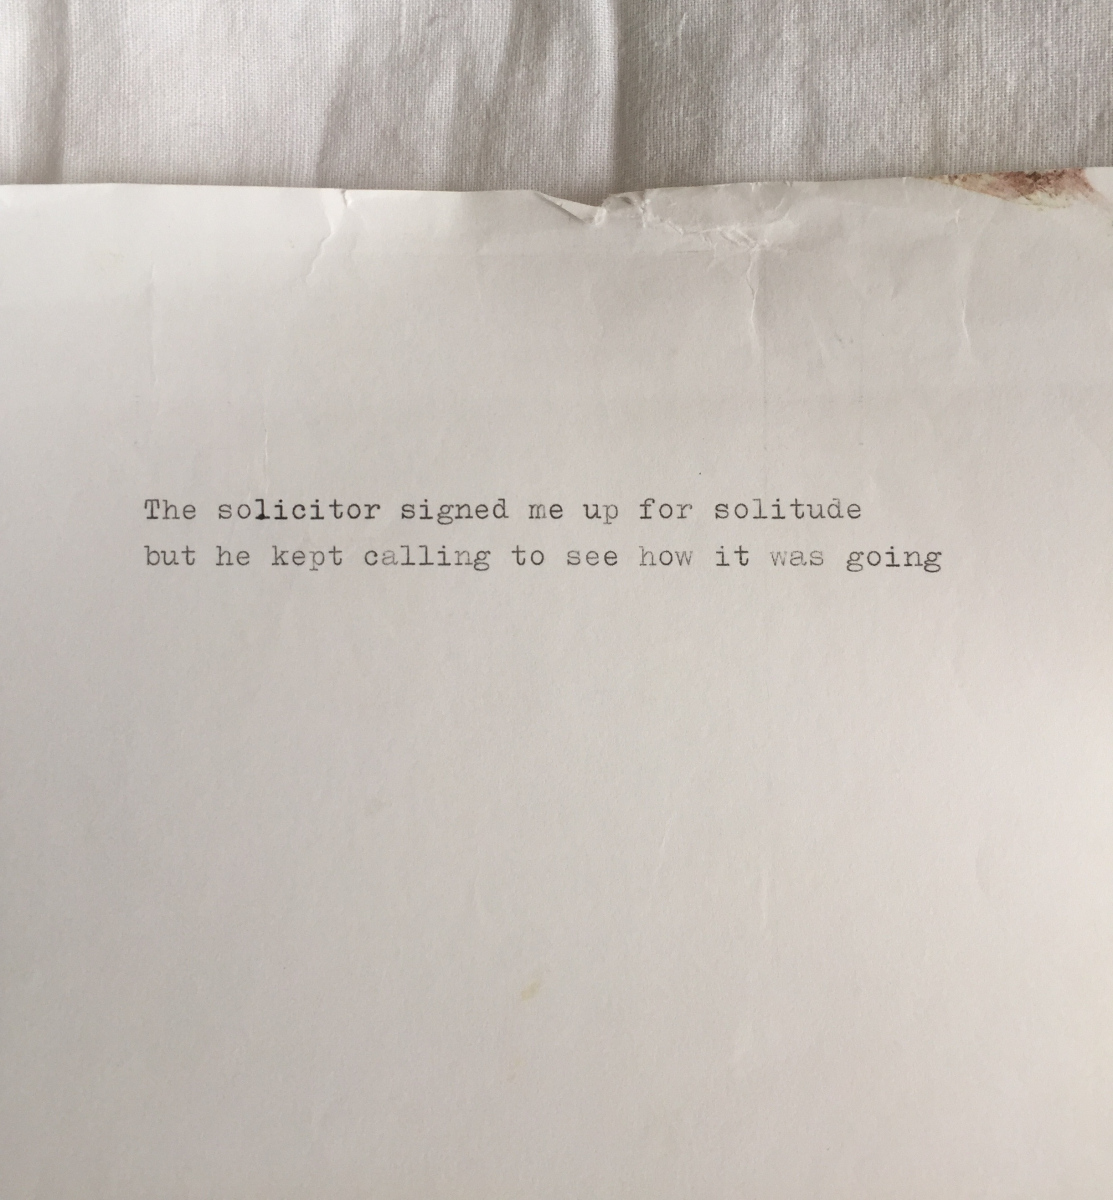 The solicitor signed me up for solitude
but he kept calling to see how it was going